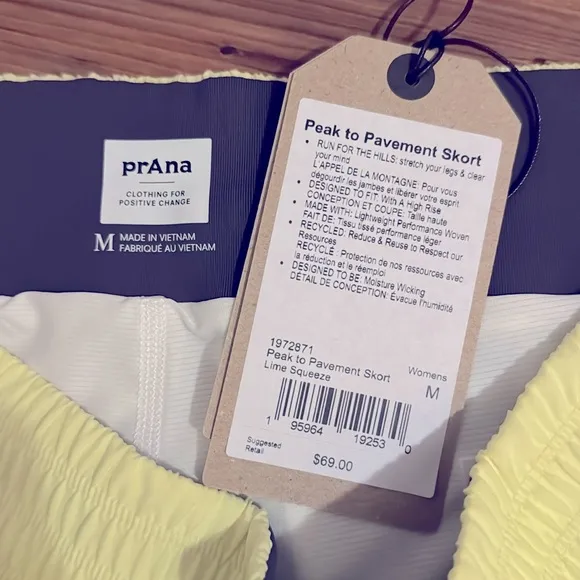 prAna
CLOTHING FOR
POSITIVE CHANGE
M MADE IN VIETNAM
FABRIQUÉ AU VIETNAM
Peak to Pavement Skort
• RUN FOR THE HILLS: stretch your legs & clear
your mind
L'APPEL DE LA MONTAGNE: Pour vous
dégourdir les jambes et libérer votre esprit
• DESIGNED TO FIT: With A High Rise
CONCEPTION ET COUPE: Taille haute
• MADE WITH: Lightweight Performance Woven
FAIT DE: Tissu tissé performance léger
• RECYCLED: Reduce & Reuse to Respect our
Resources
RECYCLÉ : Protection de nos ressources avec
la réduction et le réemploi
• DESIGNED TO BE: Moisture Wicking
DÉTAIL DE CONCEPTION: Évacue l'humidité
1972871
Peak to Pavement Skort Womens
Lime Squeeze M
1 95964 19253 0
Suggested
Retail
$69.00